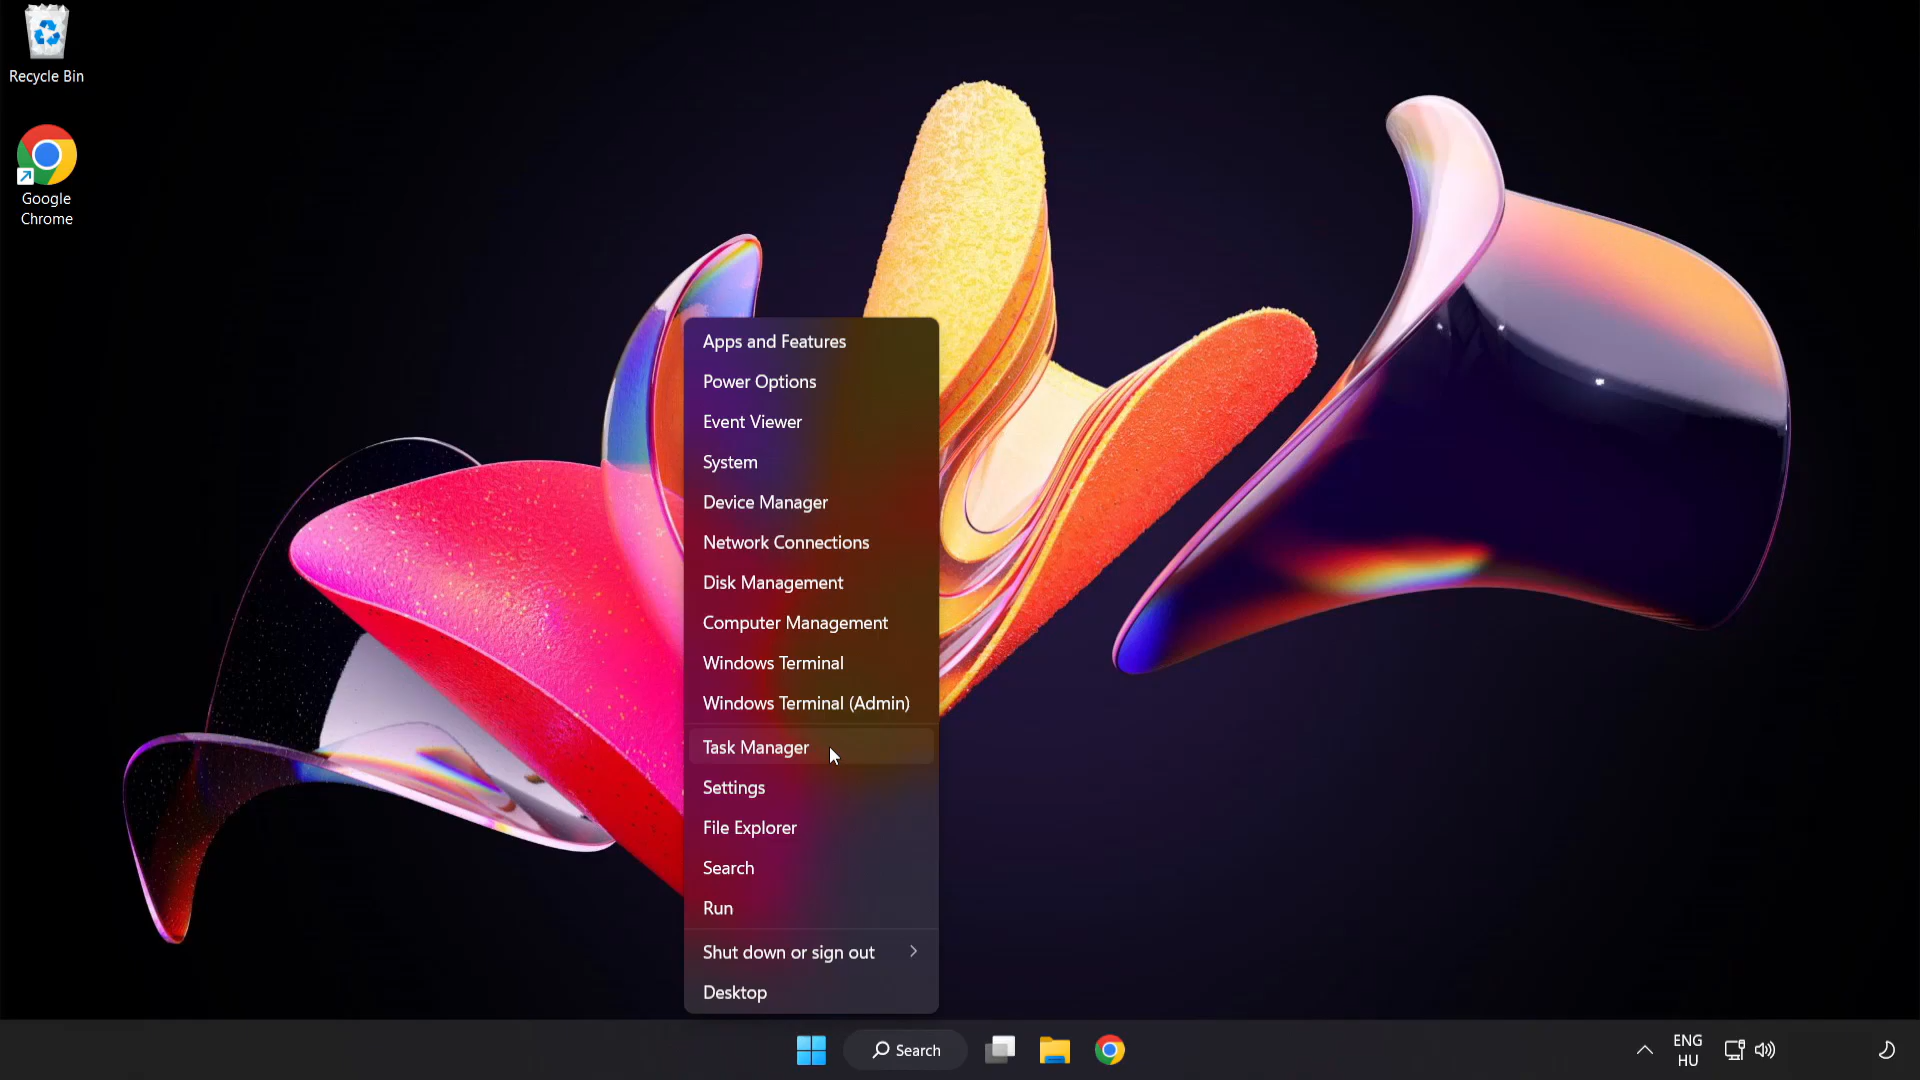 Recycle Bin
Google
Chrome
Apps and Features
Power Options
Event Viewer
System
Device Manager
Network Connections
Disk Management
Computer Management
Windows Terminal
Windows Terminal (Admin)
Task Manager
Settings
File Explorer
Search
Run
Shut down or sign out
Desktop
Search
ENG
HU